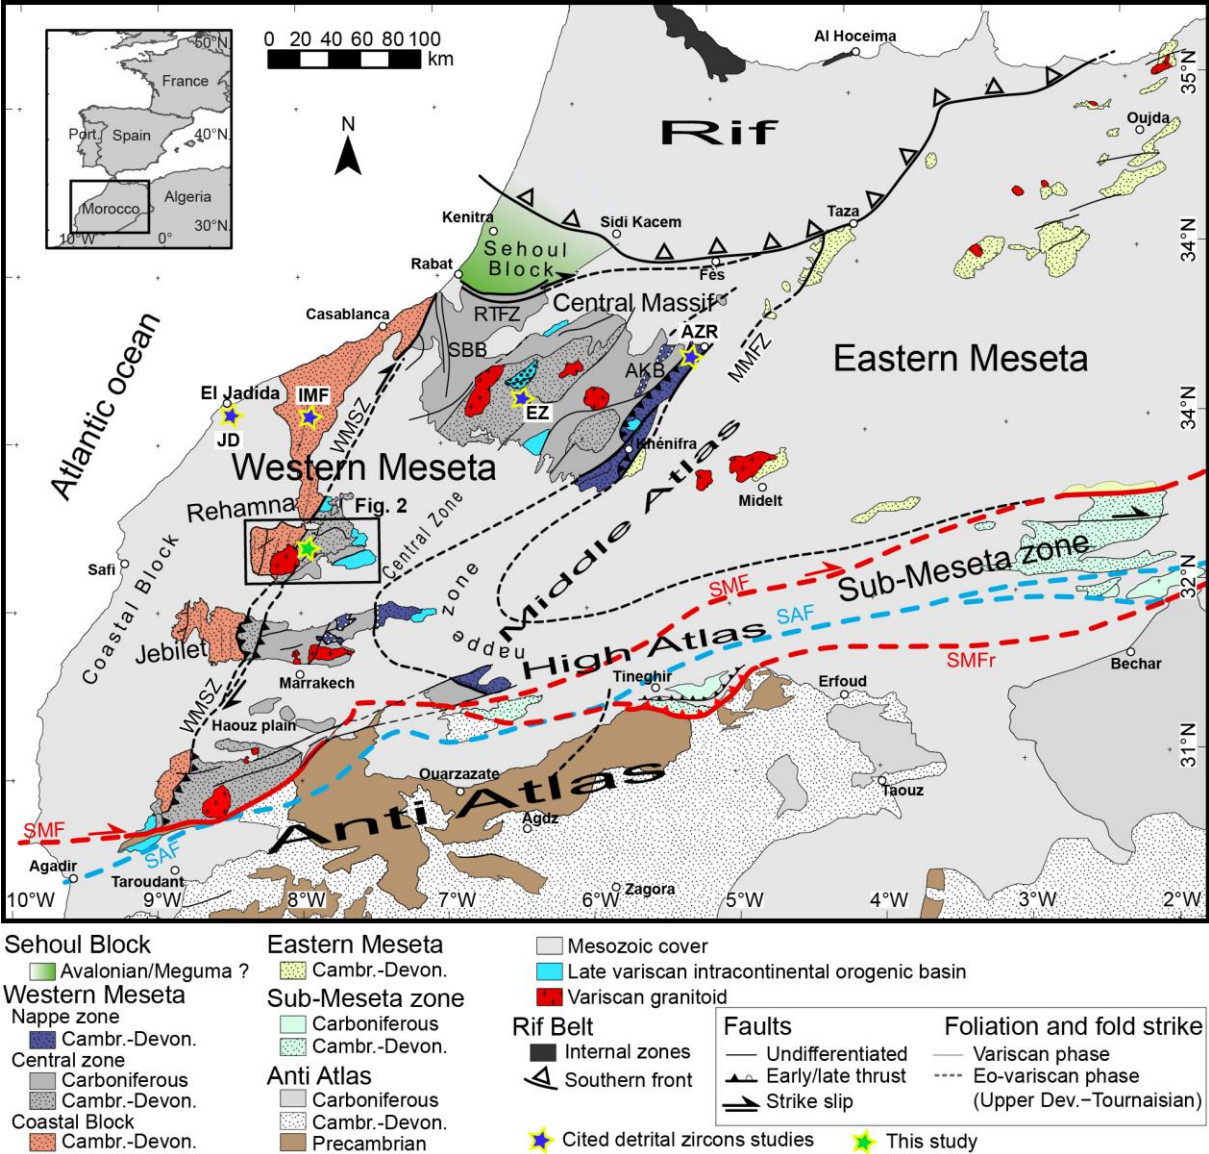 50°N
France
40°N
Port.
Spain
Algeria
Morocco
30°N
10°W
0°
0 20 40 60 80 100
km
N
Al Hoceima
35°N
Oujda
Rif
Kenitra
Sidi Kacem
Taza
34°N
Sehoul
Block
Rabat
Fès
Central Massif
Casablanca
RTFZ
SBB
AZR
AKB
MMFZ
Eastern Meseta
Atlantic ocean
El Jadida
IMF
JD
WMSZ
EZ
34°N
Khénifra
Western Meseta
Midelt
Rehamna
Fig. 2
Central Zone
Middle Atlas
Safi
Coastal Block
nappe zone
SMF
Sub-Meseta zone
32°N
SAF
Jebilet
High Atlas
SMFr
Bechar
Marrakech
Tineghir
Erfoud
WMSZ
Haouz plain
31°N
Ouarzazate
Taouz
Anti Atlas
Agdz
SMF
SAF
Agadir
Taroudant
Zagora
10°W 9°W 8°W 7°W 6°W 5°W 4°W 3°W 2°W
Sehoul Block
Avalonian/Meguma ?
Western Meseta
Nappe zone
Cambr.-Devon.
Central zone
Carboniferous
Cambr.-Devon.
Coastal Block
Cambr.-Devon.
Eastern Meseta
Cambr.-Devon.
Sub-Meseta zone
Carboniferous
Cambr.-Devon.
Anti Atlas
Carboniferous
Cambr.-Devon.
Precambrian
Mesozoic cover
Late variscan intracontinental orogenic basin
Variscan granitoid
Rif Belt
Internal zones
Southern front
Faults
Undifferentiated
Early/late thrust
Strike slip
Foliation and fold strike
Variscan phase
Eo-variscan phase
(Upper Dev.–Tournaisian)
Cited detrital zircons studies
This study